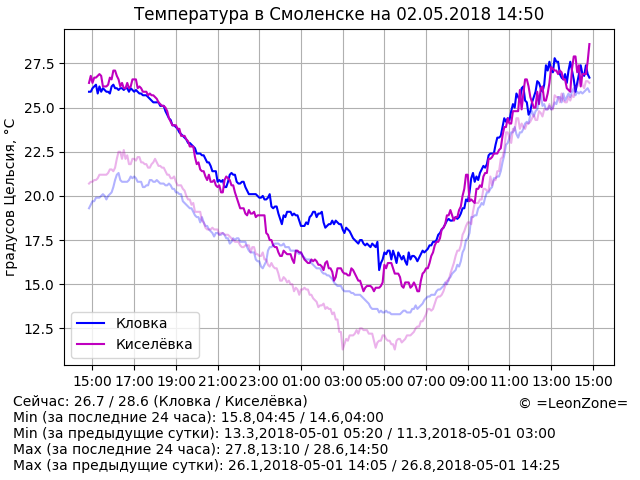 Температура в Смоленске на 02.05.2018 14:50
градусов Цельсия, °C
27.5
25.0
22.5
20.0
17.5
15.0
12.5
Кловка
Киселёвка
15:00 17:00 19:00 21:00 23:00 01:00 03:00 05:00 07:00 09:00 11:00 13:00 15:00
Сейчас: 26.7 / 28.6 (Кловка / Киселёвка)
© =LeonZone=
Min (за последние 24 часа): 15.8,04:45 / 14.6,04:00
Min (за предыдущие сутки): 13.3,2018-05-01 05:20 / 11.3,2018-05-01 03:00
Max (за последние 24 часа): 27.8,13:10 / 28.6,14:50
Max (за предыдущие сутки): 26.1,2018-05-01 14:05 / 26.8,2018-05-01 14:25